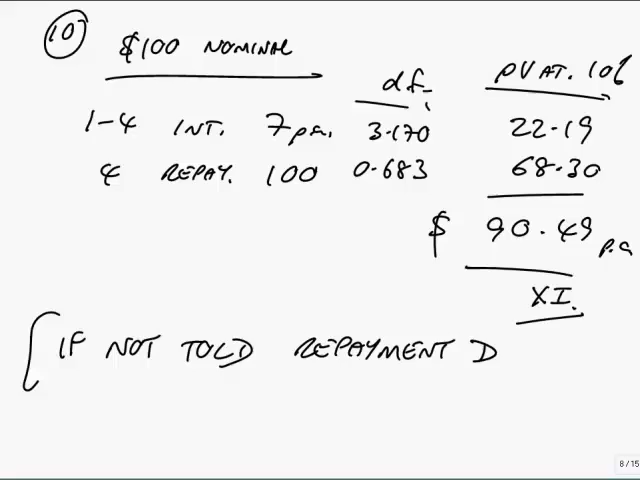 10)
$100 NOMINAL
df. PV AT. 10%
1-4 INT. 7 p.a. 3.170 22.19
4 REPAY. 100 0.683 68.30
$ 90.49 p.a
XI.
IF NOT TOLD REPAYMENT D
8 / 15